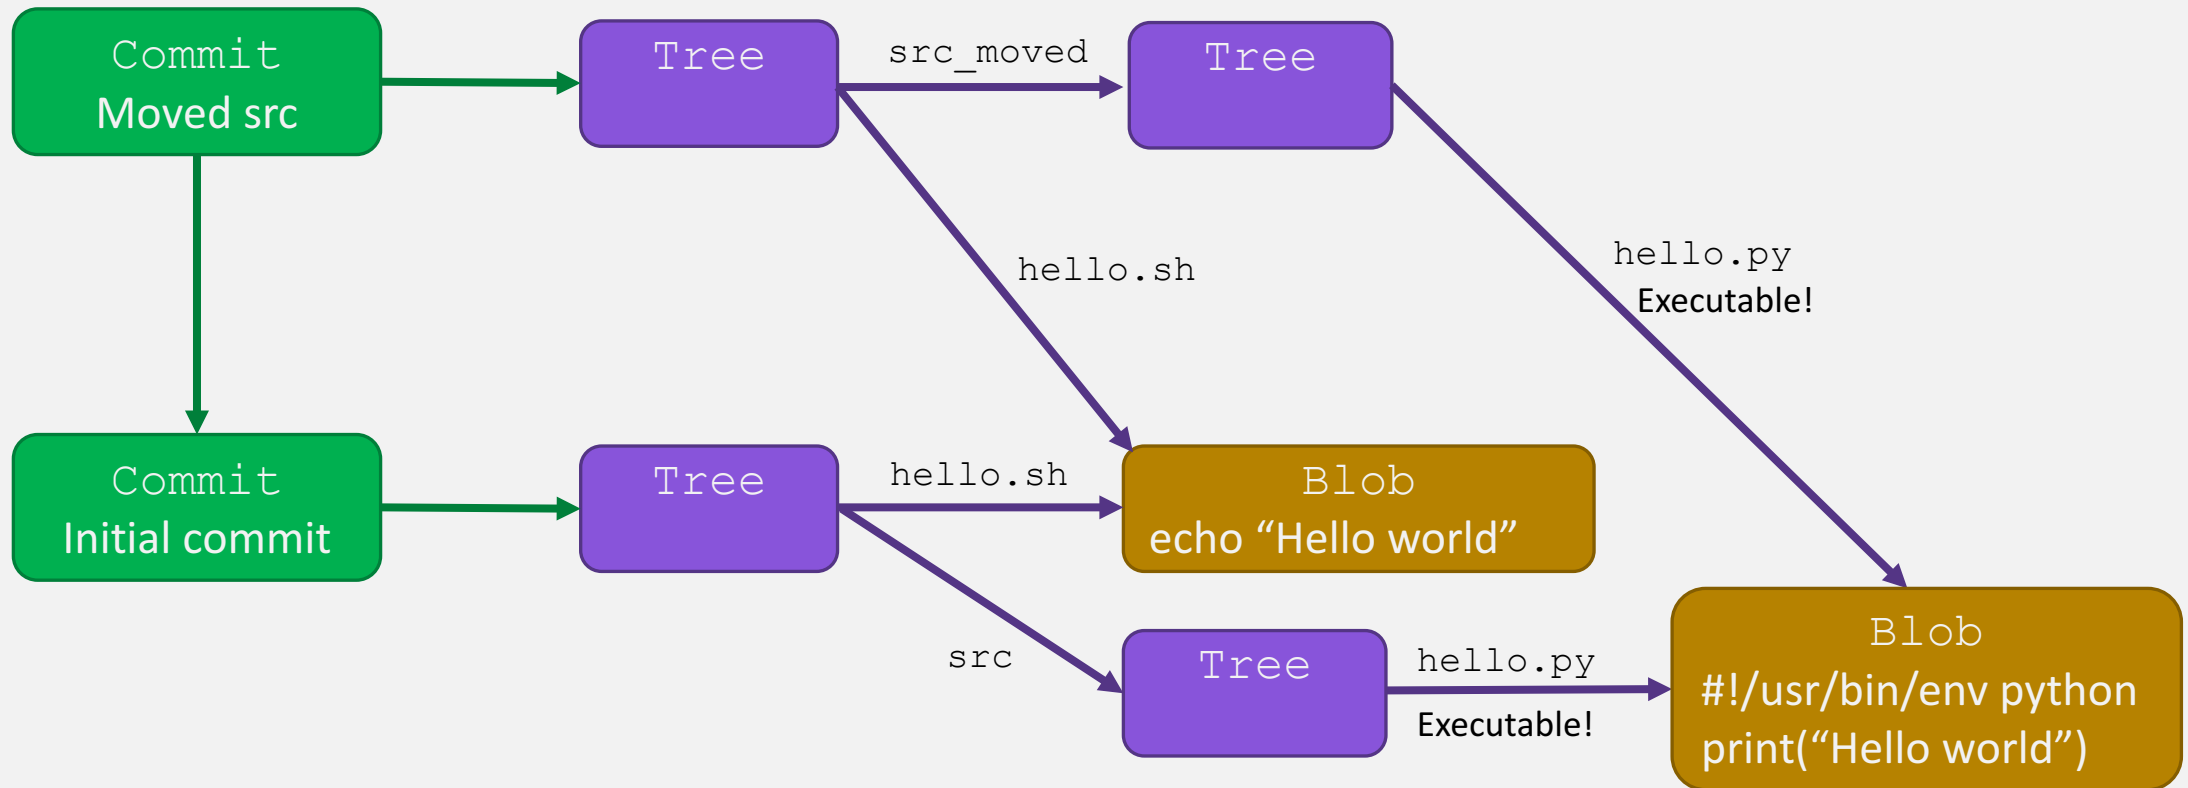 Commit
Moved src
Tree
src_moved
Tree
hello.sh
hello.py
Executable!
Commit
Initial commit
Tree
hello.sh
Blob
echo “Hello world”
src
Tree
hello.py
Executable!
Blob
#!/usr/bin/env python
print(“Hello world”)